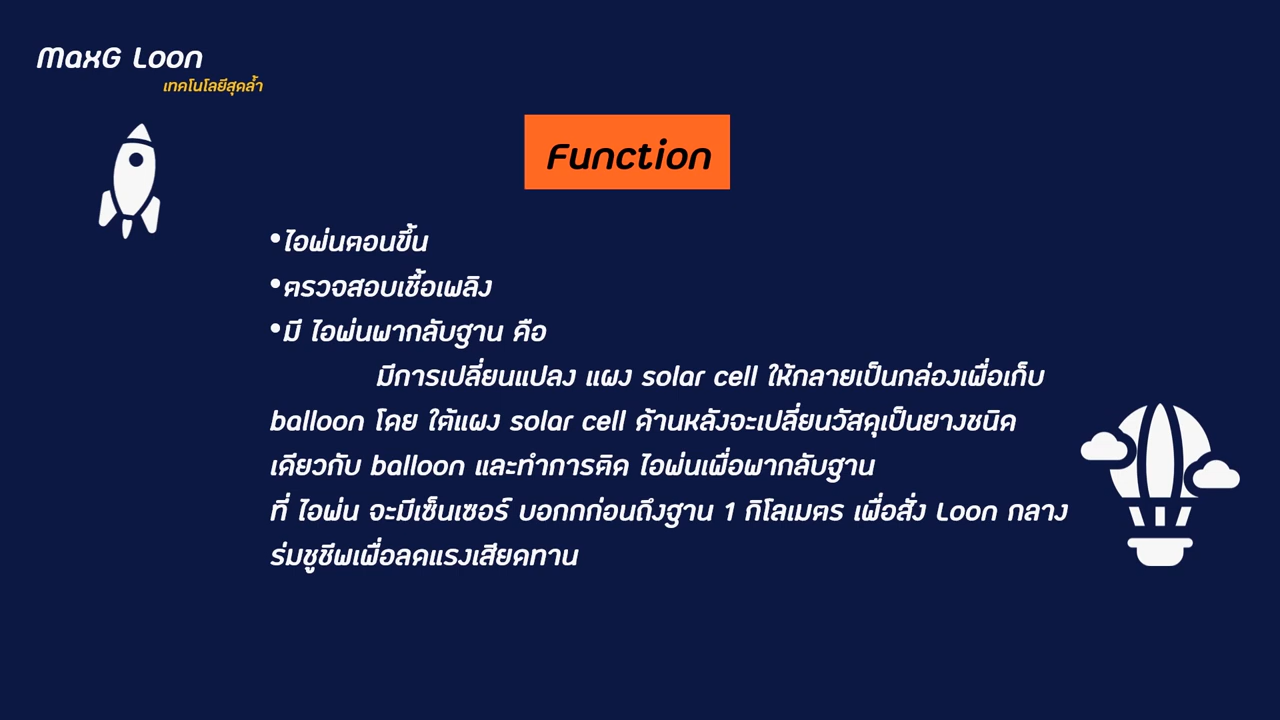 MaxG Loon
เทคโนโลยีสุดล้ำ
Function
•ไอพ่นตอนขึ้น
•ตรวจสอบเชื้อเพลิง
•มี ไอพ่นพากลับฐาน คือ
มีการเปลี่ยนแปลง แผง solar cell ให้กลายเป็นกล่องเพื่อเก็บ
balloon โดย ใต้แผง solar cell ด้านหลังจะเปลี่ยนวัสดุเป็นยางชนิด
เดียวกับ balloon และทำการติด ไอพ่นเพื่อพากลับฐาน
ที่ ไอพ่น จะมีเซ็นเซอร์ บอกกก่อนถึงฐาน 1 กิโลเมตร เพื่อสั่ง Loon กลาง
ร่มชูชีพเพื่อลดแรงเสียดทาน